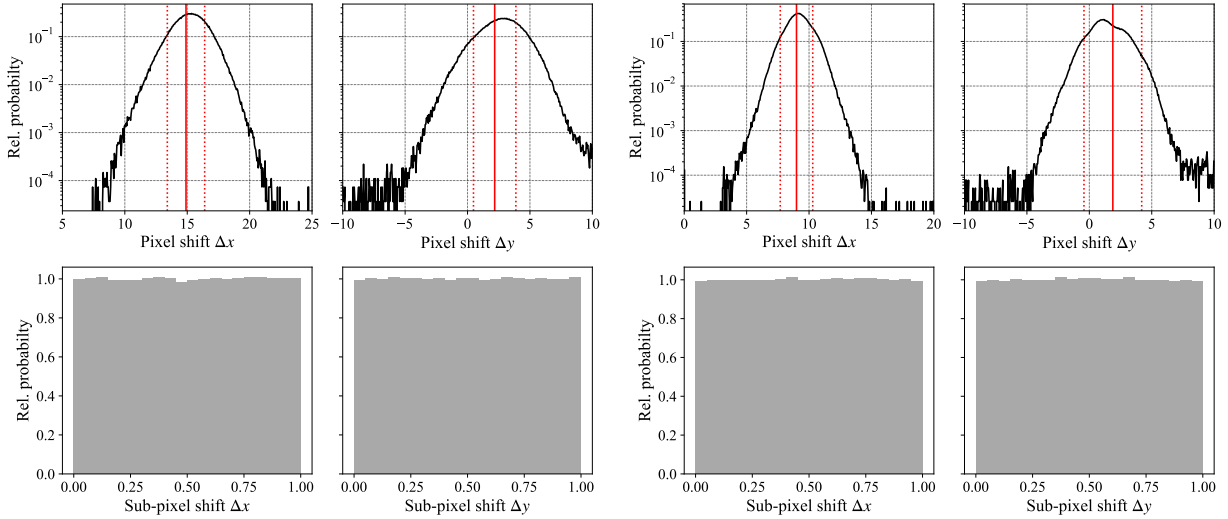 Rel. probabilty
10⁻¹
10⁻²
10⁻³
10⁻⁴
5 10 15 20 25
Pixel shift Δx
−10 −5 0 5 10
Pixel shift Δy
Rel. probabilty
10⁻¹
10⁻²
10⁻³
10⁻⁴
0 5 10 15 20
Pixel shift Δx
−10 −5 0 5 10
Pixel shift Δy
Rel. probabilty
1.0
0.8
0.6
0.4
0.2
0.0
0.00 0.25 0.50 0.75 1.00
Sub-pixel shift Δx
0.00 0.25 0.50 0.75 1.00
Sub-pixel shift Δy
Rel. probabilty
1.0
0.8
0.6
0.4
0.2
0.0
0.00 0.25 0.50 0.75 1.00
Sub-pixel shift Δx
0.00 0.25 0.50 0.75 1.00
Sub-pixel shift Δy